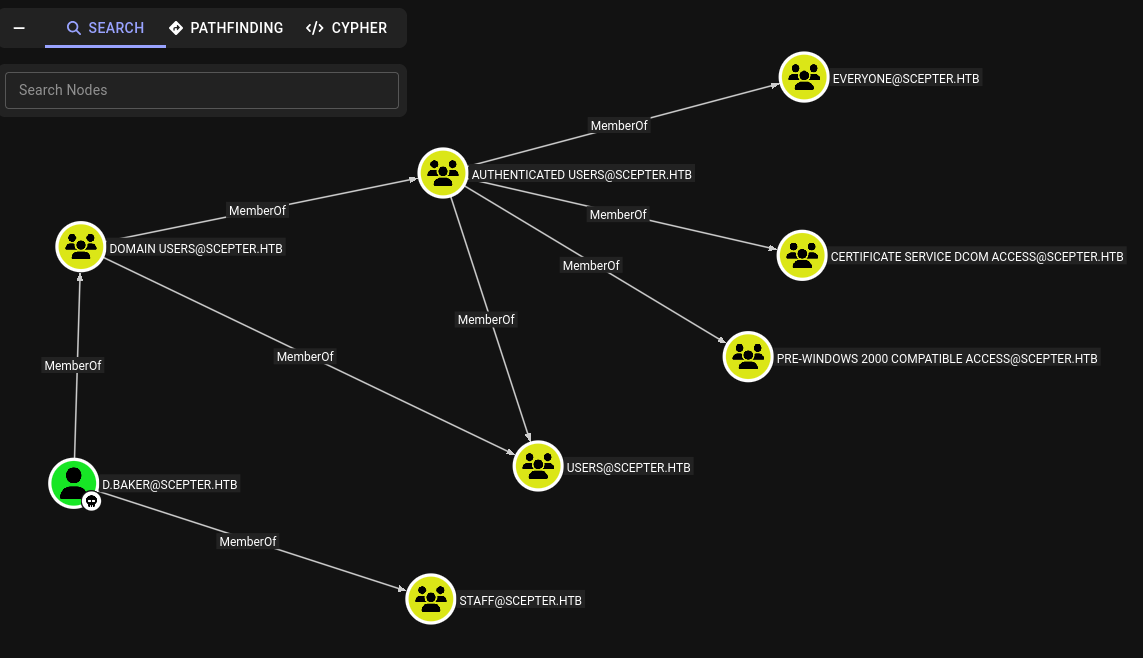 SEARCH
PATHFINDING
CYPHER
Search Nodes
EVERYONE@SCEPTER.HTB
MemberOf
AUTHENTICATED USERS@SCEPTER.HTB
MemberOf
MemberOf
DOMAIN USERS@SCEPTER.HTB
CERTIFICATE SERVICE DCOM ACCESS@SCEPTER.HTB
MemberOf
MemberOf
MemberOf
PRE-WINDOWS 2000 COMPATIBLE ACCESS@SCEPTER.HTB
MemberOf
USERS@SCEPTER.HTB
D.BAKER@SCEPTER.HTB
MemberOf
STAFF@SCEPTER.HTB